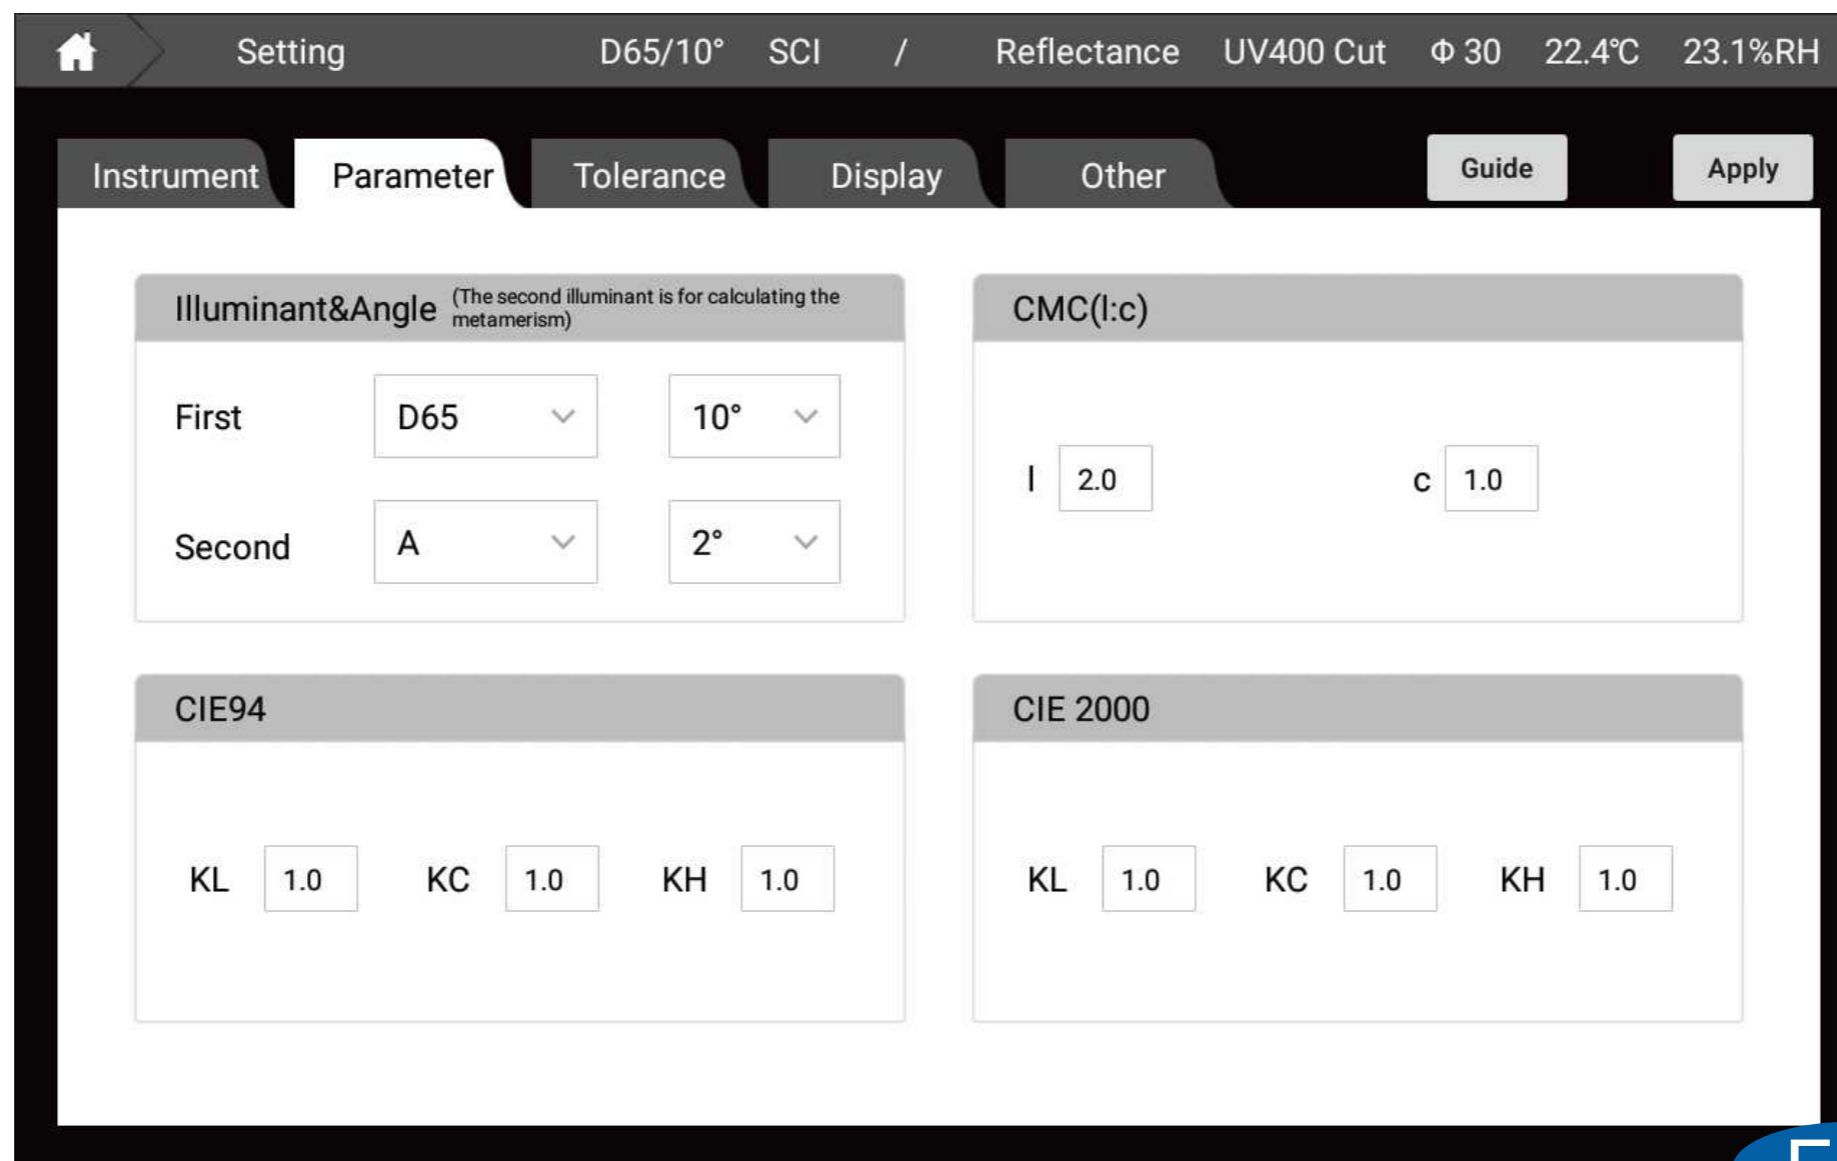 Setting D65/10° SCI / Reflectance UV400 Cut Φ 30 22.4℃ 23.1%RH
Instrument Parameter Tolerance Display Other Guide Apply
Illuminant&Angle (The second illuminant is for calculating the
metamerism)
CMC(l:c)
First D65 10°
Second A 2°
l 2.0 c 1.0
CIE94
KL 1.0 KC 1.0 KH 1.0
CIE 2000
KL 1.0 KC 1.0 KH 1.0